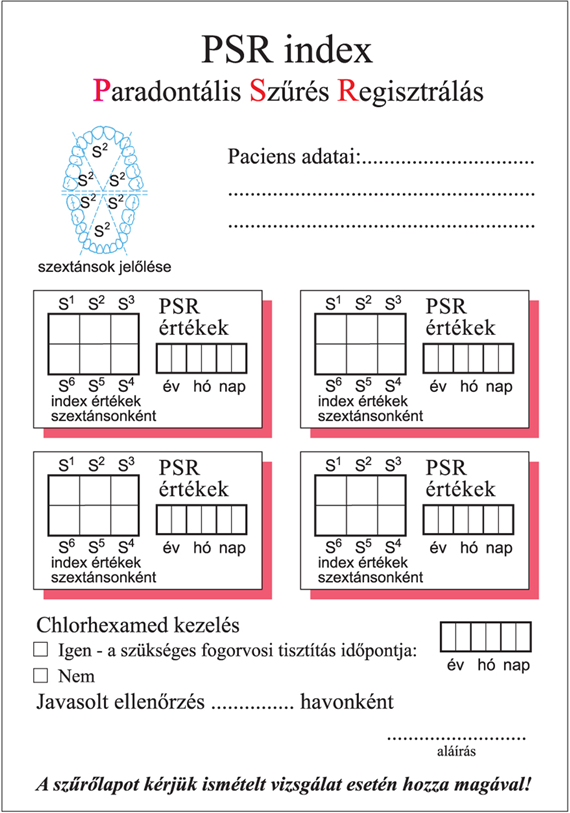 PSR index
Paradontális Szűrés Regisztrálás
S²
S² S²
S² S²
S²
szextánsok jelölése
Paciens adatai:..............................
.....................................................
.....................................................
S¹ S² S³
PSR
értékek
S⁶ S⁵ S⁴
év hó nap
index értékek
szextánsonként
S¹ S² S³
PSR
értékek
S⁶ S⁵ S⁴
év hó nap
index értékek
szextánsonként
S¹ S² S³
PSR
értékek
S⁶ S⁵ S⁴
év hó nap
index értékek
szextánsonként
S¹ S² S³
PSR
értékek
S⁶ S⁵ S⁴
év hó nap
index értékek
szextánsonként
Chlorhexamed kezelés
Igen - a szükséges fogorvosi tisztítás időpontja:
év hó nap
Nem
Javasolt ellenőrzés ............... havonként
.........................
aláírás
A szűrőlapot kérjük ismételt vizsgálat esetén hozza magával!